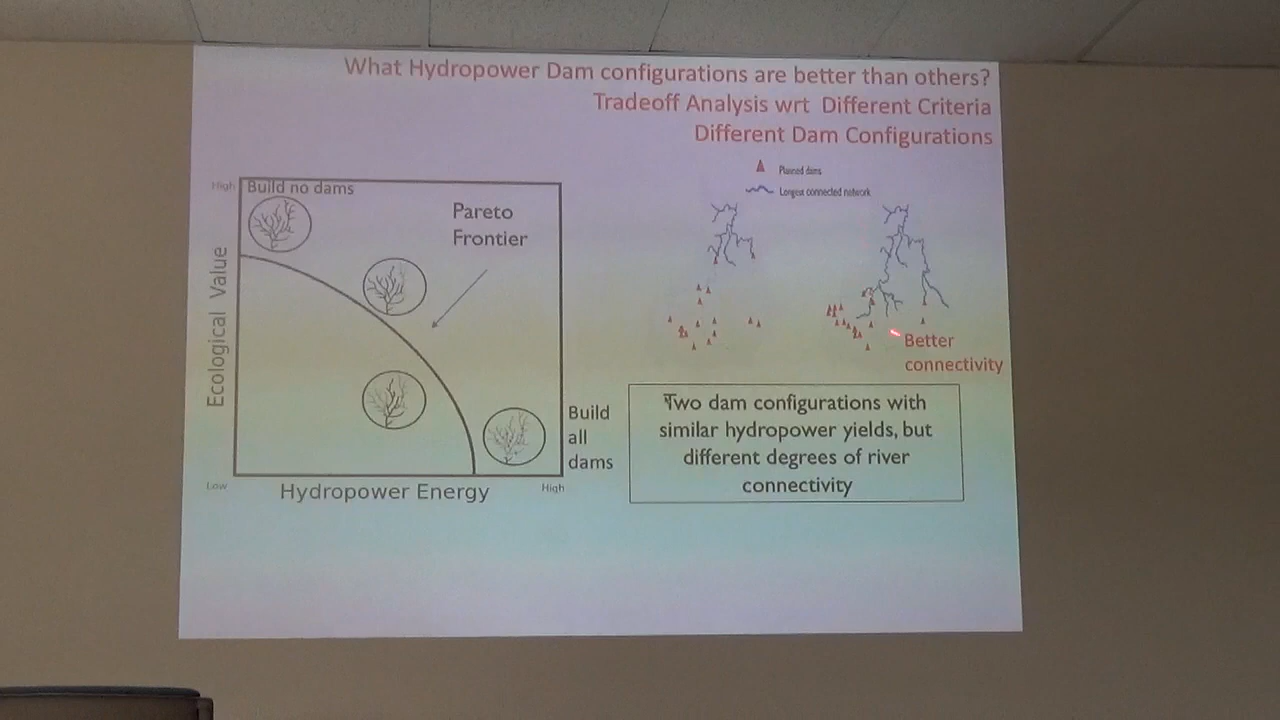 What Hydropower Dam configurations are better than others?
Tradeoff Analysis wrt Different Criteria
Different Dam Configurations
Planned dams
Longest connected network
High
Build no dams
Pareto
Frontier
Ecological Value
Better
connectivity
Build
all
dams
Low
Hydropower Energy
High
Two dam configurations with
similar hydropower yields, but
different degrees of river
connectivity